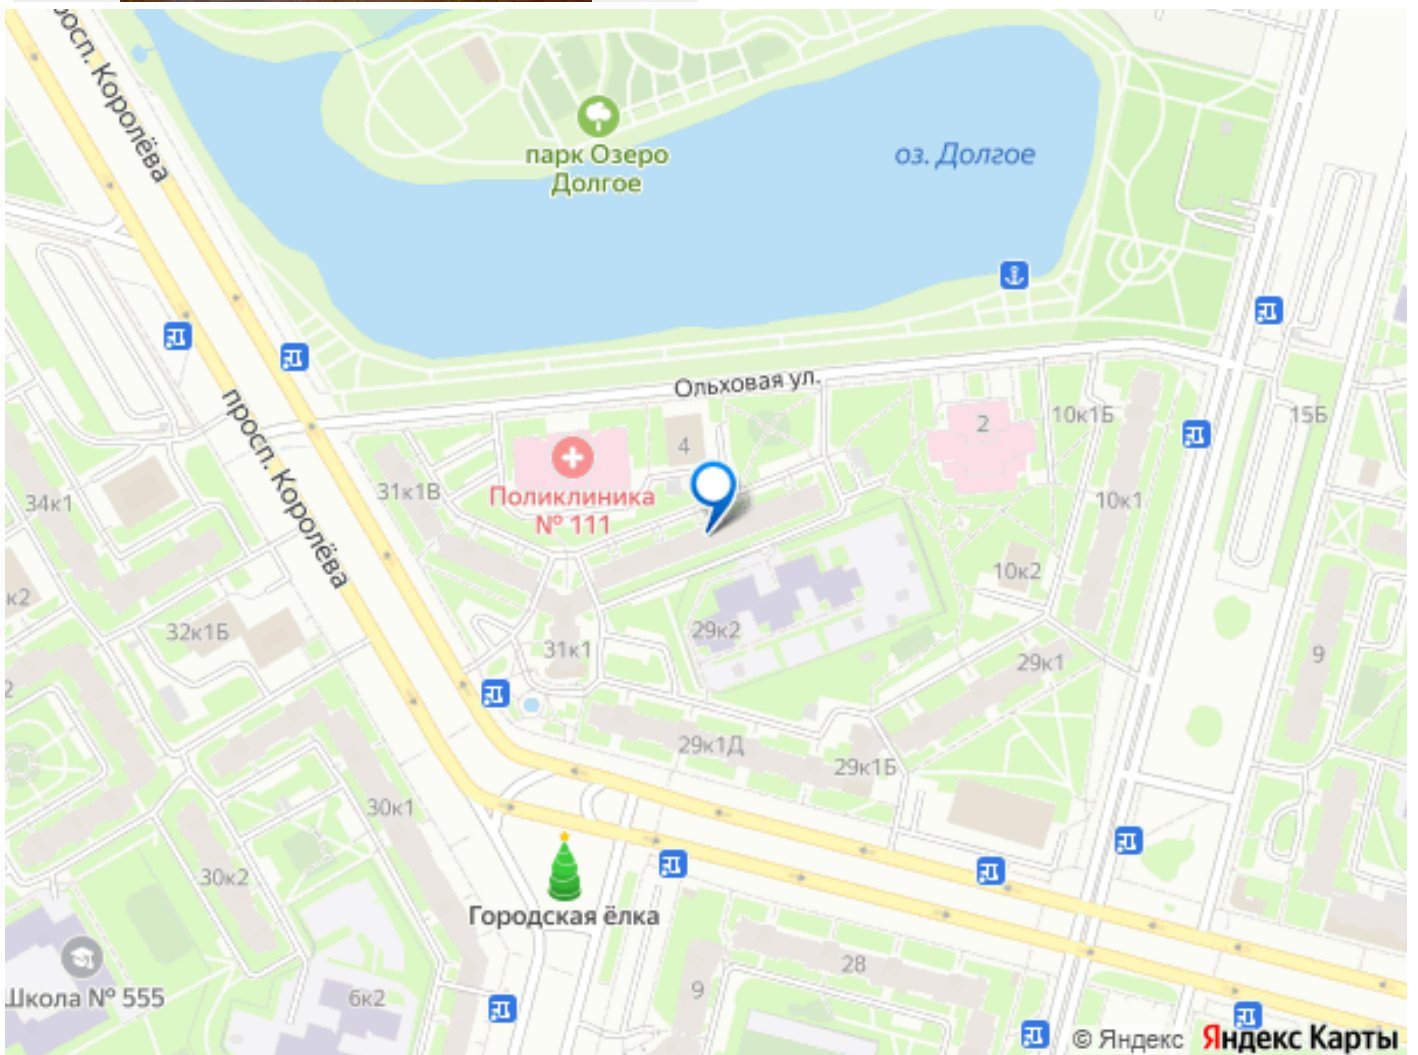 просп. Королёва
парк Озеро
Долгое
оз. Долгое
Ольховая ул.
просп. Королёва
2
10к1Б
15Б
4
31к1В
Поликлиника
№ 111
34к1
10к1
10к2
к2
32к1Б
29к2
31к1
29к1
9
2
29к1Д
29к1Б
30к1
30к2
Городская ёлка
28
Школа № 555
6к2
9
© Яндекс Яндекс Карты